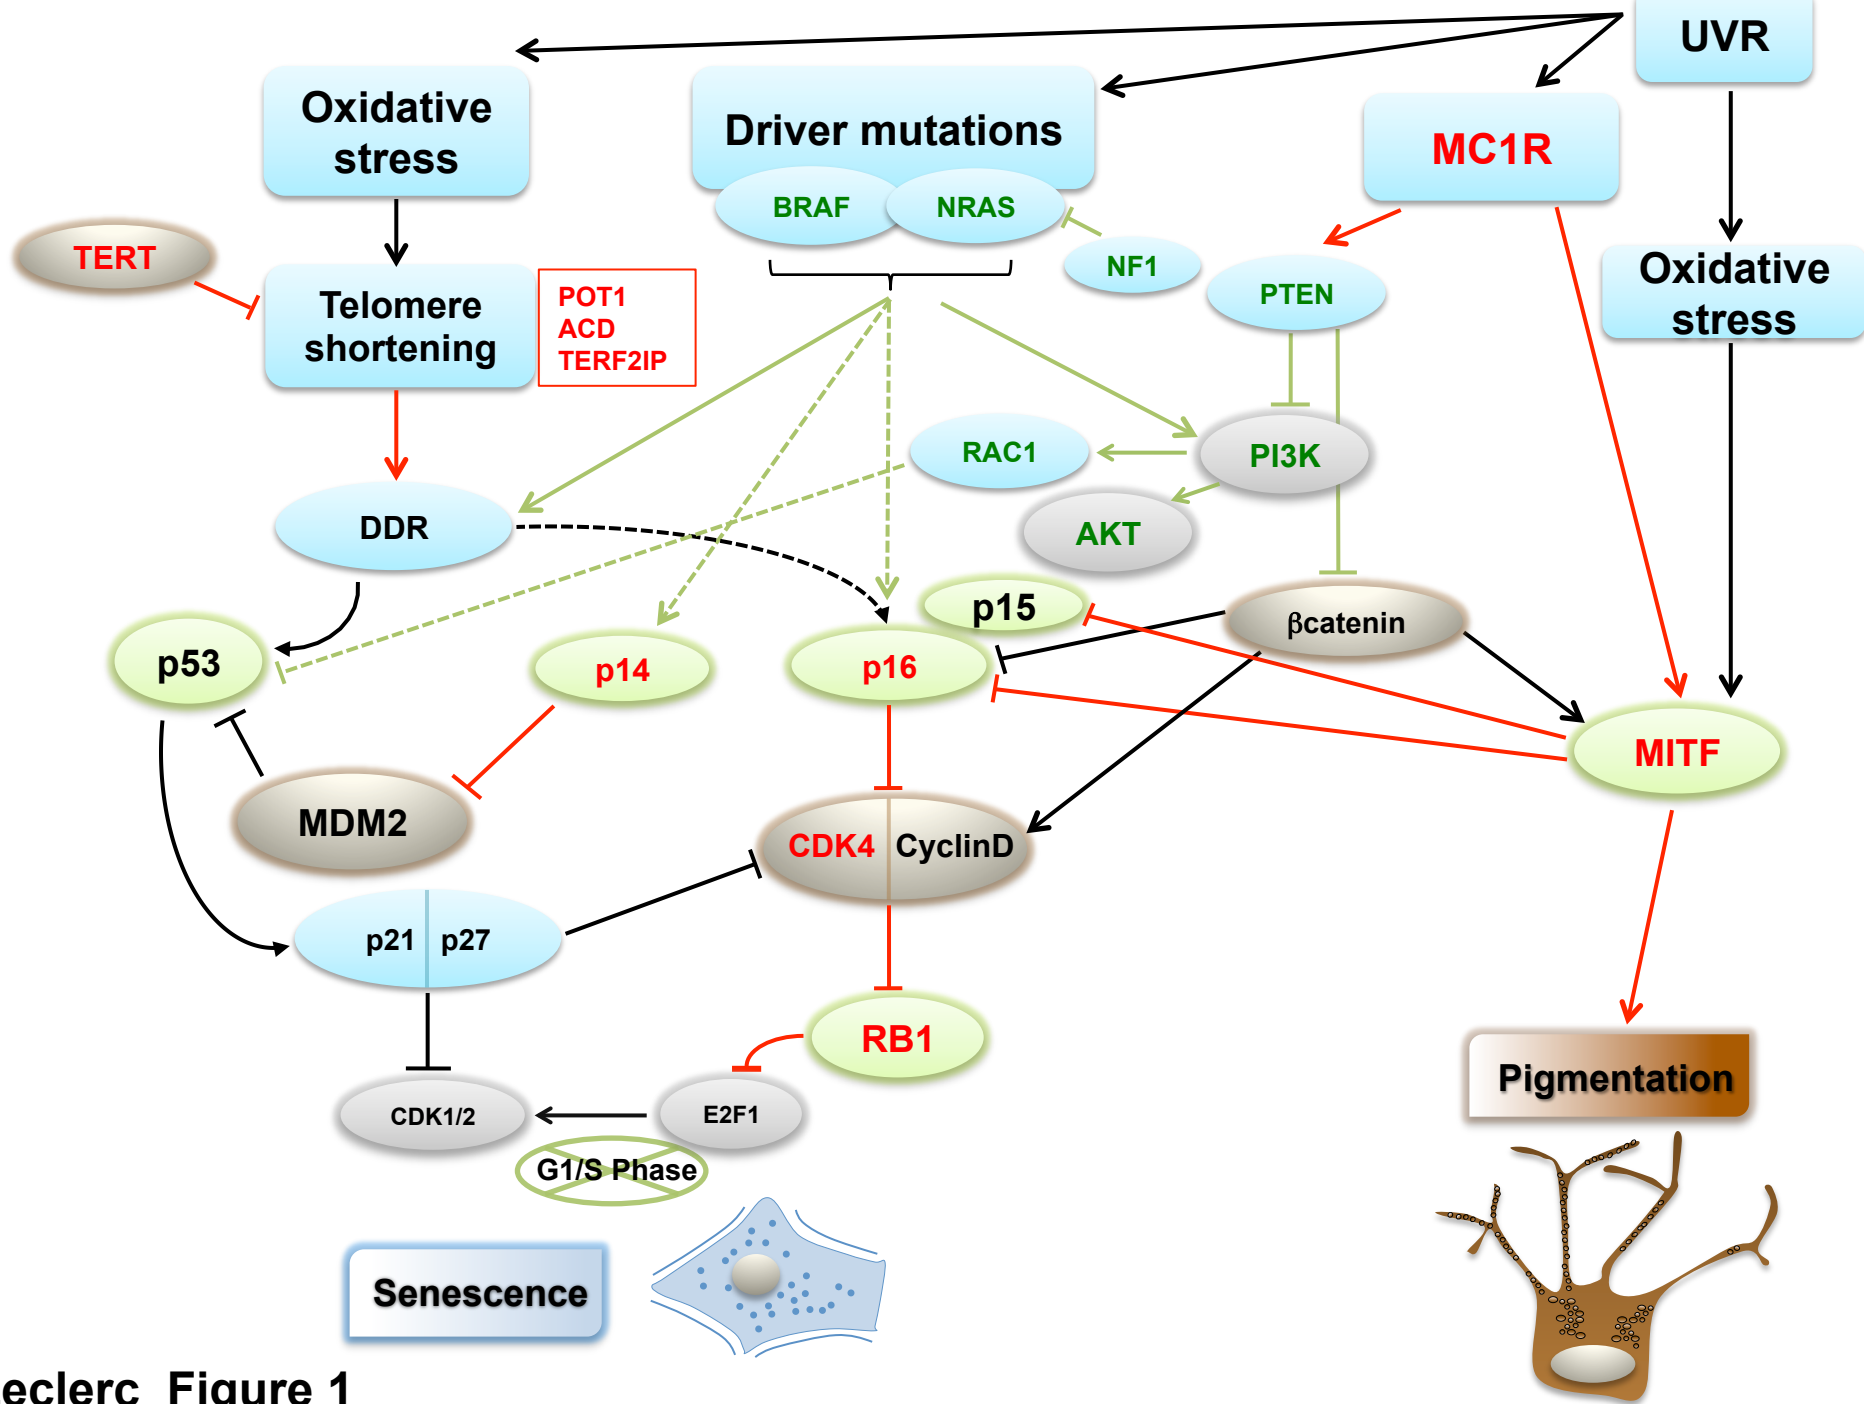 UVR
Oxidative
stress
Driver mutations
MC1R
BRAF
NRAS
TERT
NF1
PTEN
Oxidative
stress
Telomere
shortening
POT1
ACD
TERF2IP
RAC1
PI3K
DDR
AKT
p15
βcatenin
p53
p14
p16
MITF
MDM2
CDK4
CyclinD
p21
p27
RB1
Pigmentation
CDK1/2
E2F1
G1/S Phase
Senescence
eclerc Figure 1